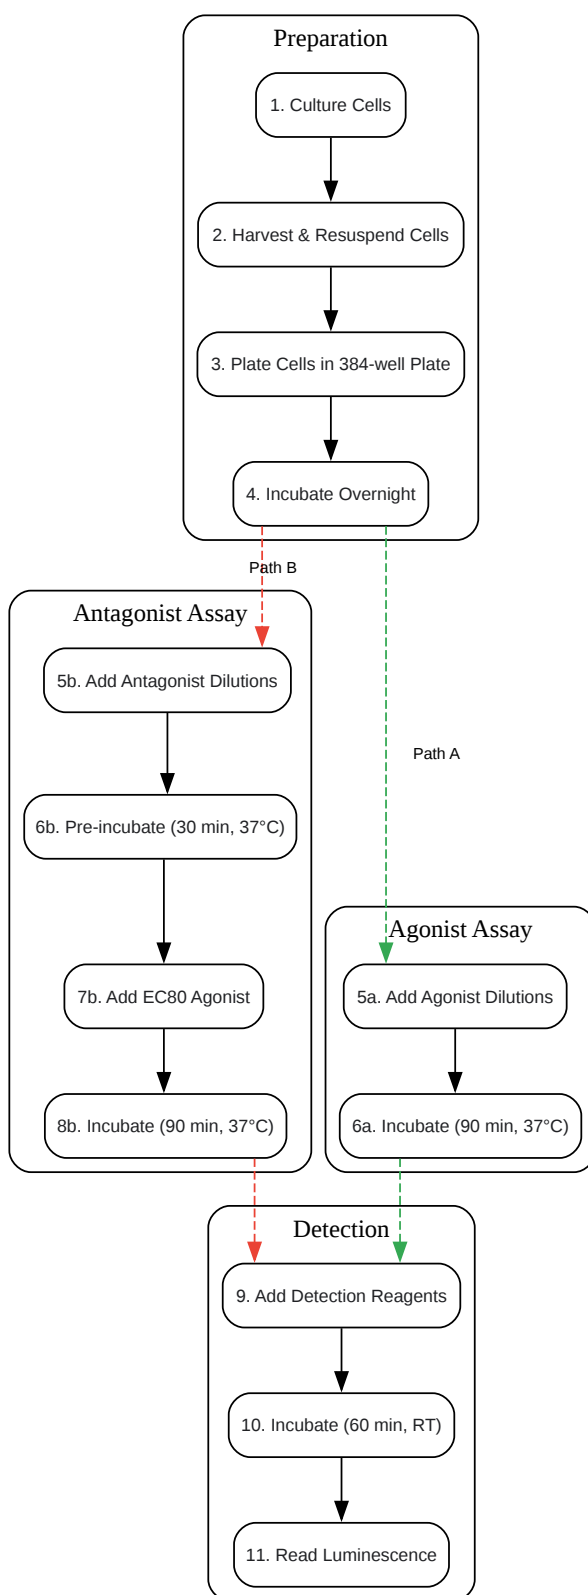 Preparation
1. Culture Cells
2. Harvest & Resuspend Cells
3. Plate Cells in 384-well Plate
4. Incubate Overnight
Path B
Antagonist Assay
5b. Add Antagonist Dilutions
Path A
6b. Pre-incubate (30 min, 37°C)
Agonist Assay
7b. Add EC80 Agonist
5a. Add Agonist Dilutions
8b. Incubate (90 min, 37°C)
6a. Incubate (90 min, 37°C)
Detection
9. Add Detection Reagents
10. Incubate (60 min, RT)
11. Read Luminescence